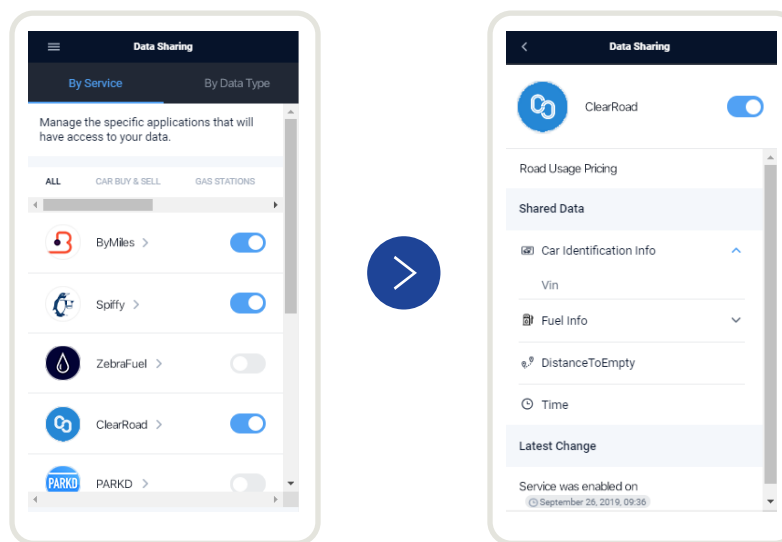 Data Sharing
By Service
By Data Type
Manage the specific applications that will
have access to your data.
ALL
CAR BUY & SELL
GAS STATIONS
ByMiles
Spiffy
ZebraFuel
ClearRoad
PARKD
PARKD
Data Sharing
ClearRoad
Road Usage Pricing
Shared Data
Car Identification Info
Vin
Fuel Info
DistanceToEmpty
Time
Latest Change
Service was enabled on
September 26, 2019, 09:36